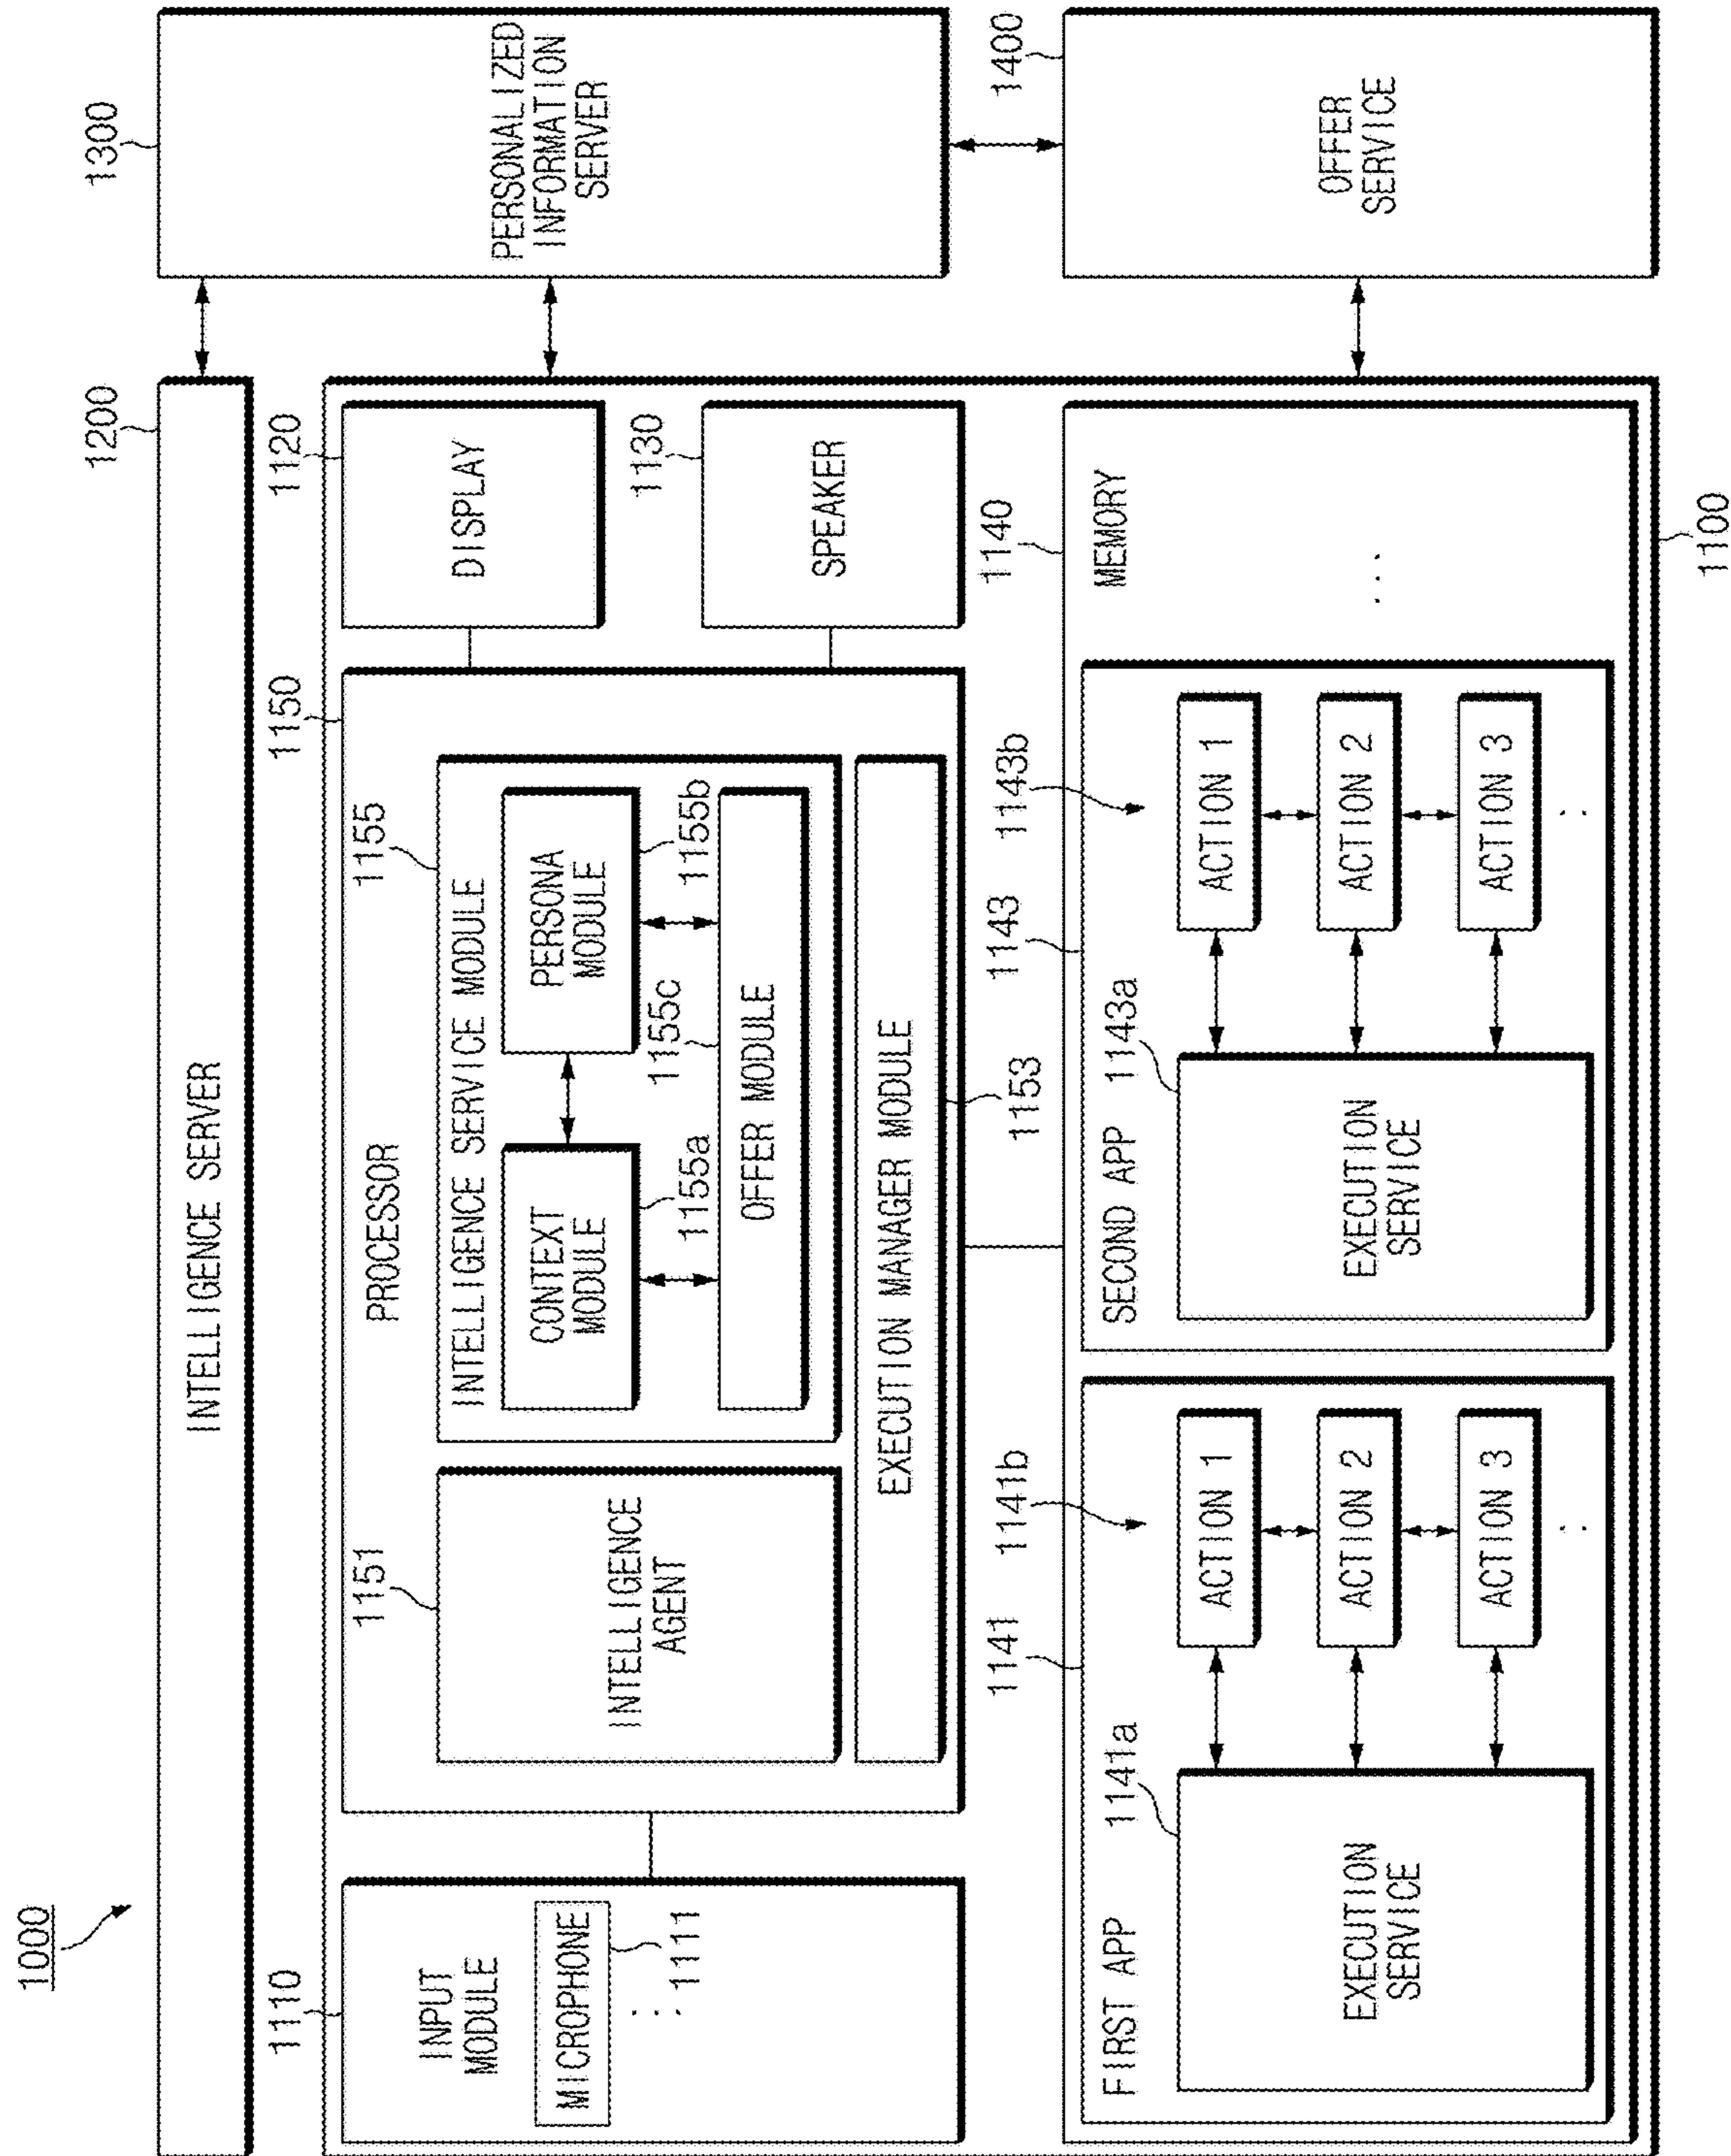 1000
1200
INTELLIGENCE SERVER
1300
PERSONALIZED
INFORMATION
SERVER
1400
OFFER
SERVICE
1100
1110
INPUT
MODULE
MICROPHONE
1111
1150
PROCESSOR
1151
INTELLIGENCE
AGENT
1155
INTELLIGENCE SERVICE MODULE
CONTEXT
MODULE
1155a
PERSONA
MODULE
1155b
1155c
OFFER MODULE
EXECUTION MANAGER MODULE
1153
1120
DISPLAY
1130
SPEAKER
1140
MEMORY
...
1141
FIRST APP
1141a
EXECUTION
SERVICE
1141b
ACTION 1
ACTION 2
ACTION 3
1143
SECOND APP
1143a
EXECUTION
SERVICE
1143b
ACTION 1
ACTION 2
ACTION 3